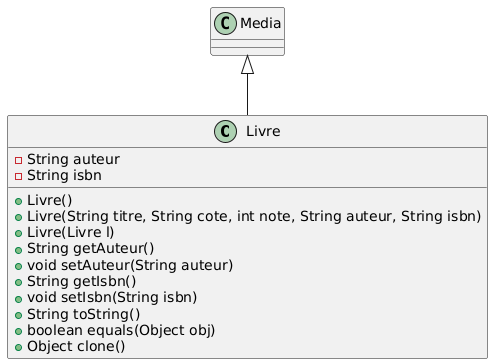 C Media
C Livre
String auteur
String isbn
Livre()
Livre(String titre, String cote, int note, String auteur, String isbn)
Livre(Livre l)
String getAuteur()
void setAuteur(String auteur)
String getIsbn()
void setIsbn(String isbn)
String toString()
boolean equals(Object obj)
Object clone()